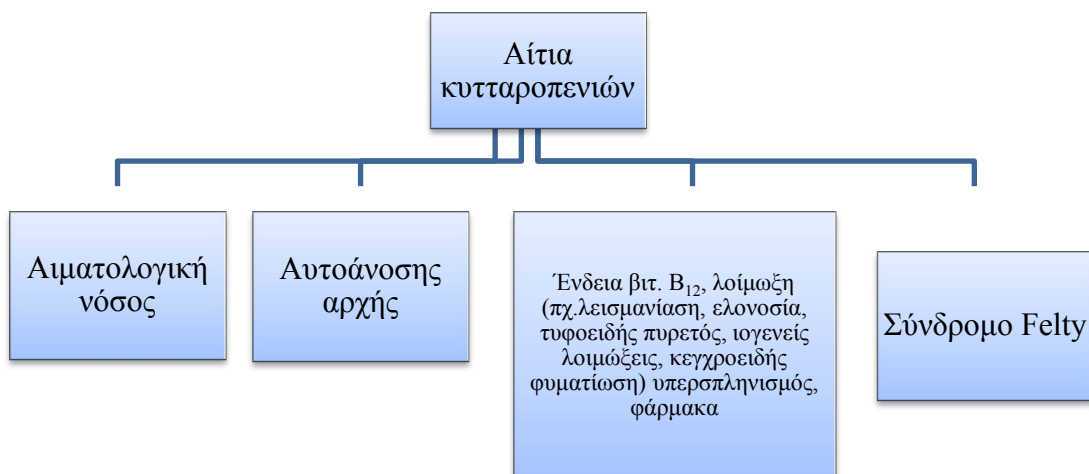 Αίτια
κυτταροπενιών
Αιματολογική
νόσος
Αυτοάνοσης
αρχής
Ένδεια βιτ. Β₁₂, λοίμωξη
(πχ.λεισμανίαση, ελονοσία,
τυφοειδής πυρετός, ιογενείς
λοιμώξεις, κεγχροειδής
φυματίωση) υπερσπληνισμός,
φάρμακα
Σύνδρομο Felty